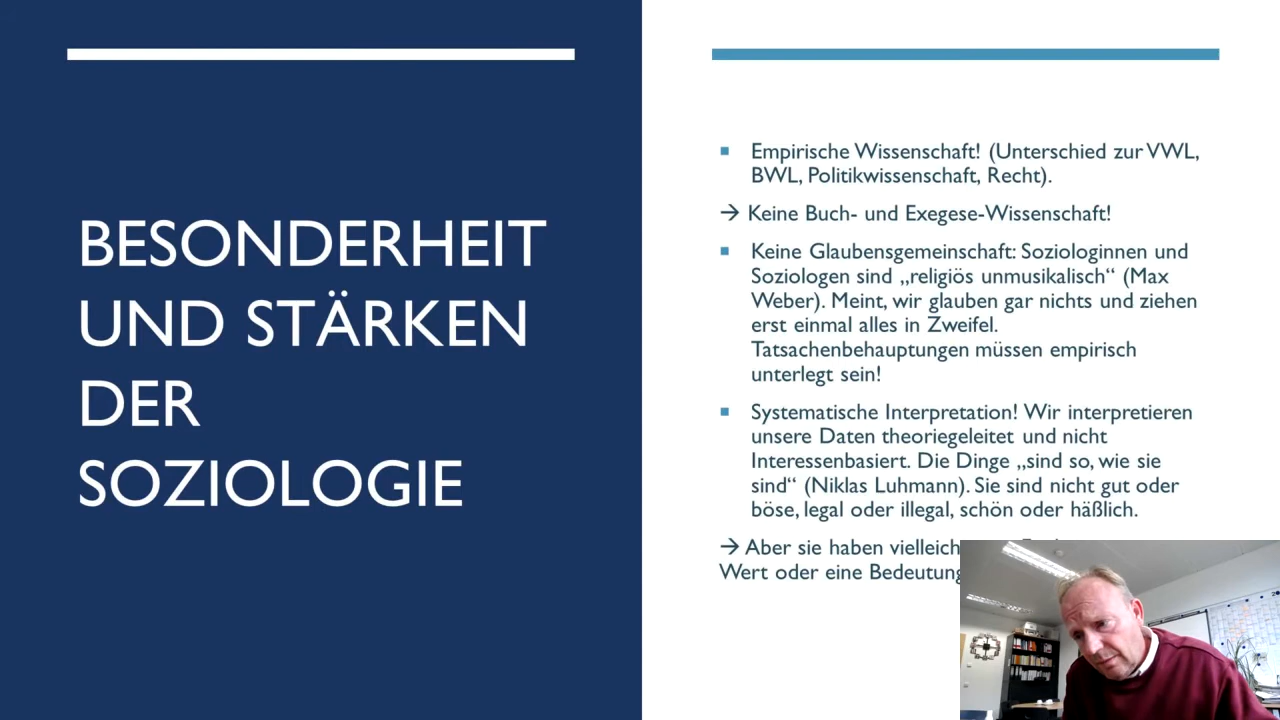 BESONDERHEIT
UND STÄRKEN
DER
SOZIOLOGIE
▪ Empirische Wissenschaft! (Unterschied zur VWL,
BWL, Politikwissenschaft, Recht).
→ Keine Buch- und Exegese-Wissenschaft!
▪ Keine Glaubensgemeinschaft: Soziologinnen und
Soziologen sind „religiös unmusikalisch“ (Max
Weber). Meint, wir glauben gar nichts und ziehen
erst einmal alles in Zweifel.
Tatsachenbehauptungen müssen empirisch
unterlegt sein!
▪ Systematische Interpretation! Wir interpretieren
unsere Daten theoriegeleitet und nicht
Interessenbasiert. Die Dinge „sind so, wie sie
sind“ (Niklas Luhmann). Sie sind nicht gut oder
böse, legal oder illegal, schön oder häßlich.
→ Aber sie haben
Wert oder eine Bedeutung